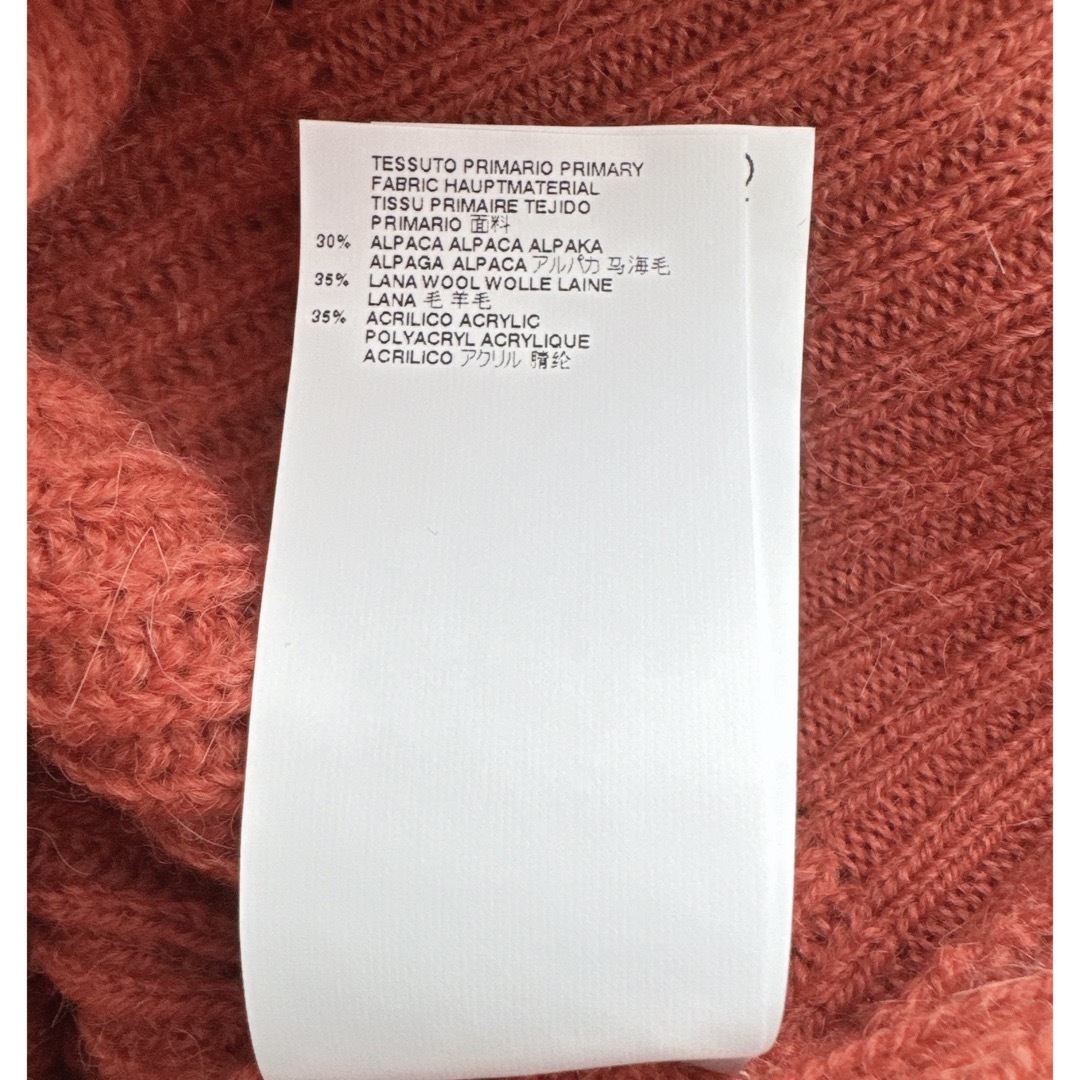 TESSUTO PRIMARIO PRIMARY
FABRIC HAUPTMATERIAL
TISSU PRIMAIRE TEJIDO
PRIMARIO 面料
30% ALPACA ALPACA ALPAKA
ALPAGA ALPACA アルパカ 马海毛
35% LANA WOOL WOLLE LAINE
LANA 毛 羊毛
35% ACRILICO ACRYLIC
POLYACRYL ACRYLIQUE
ACRILICO アクリル 腈纶